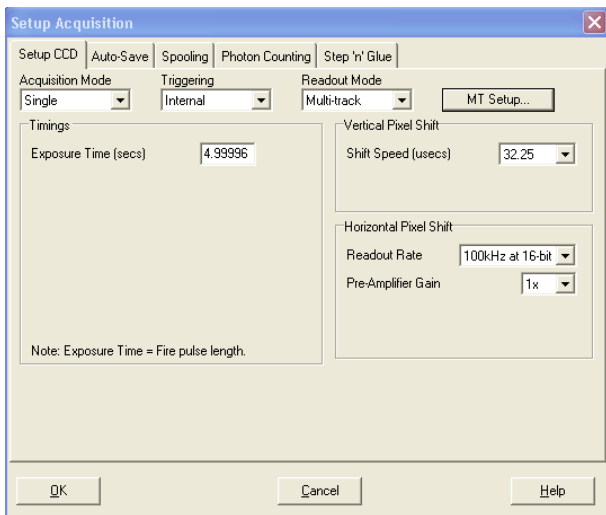 Setup Acquisition
Setup CCD Auto-Save Spooling Photon Counting Step 'n' Glue
Acquisition Mode Triggering Readout Mode
Single Internal Multi-track MT Setup...
Timings Vertical Pixel Shift
Exposure Time (secs) 4.99996 Shift Speed (usecs) 32.25
Horizontal Pixel Shift
Readout Rate 100kHz at 16-bit
Pre-Amplifier Gain 1x
Note: Exposure Time = Fire pulse length.
OK Cancel Help